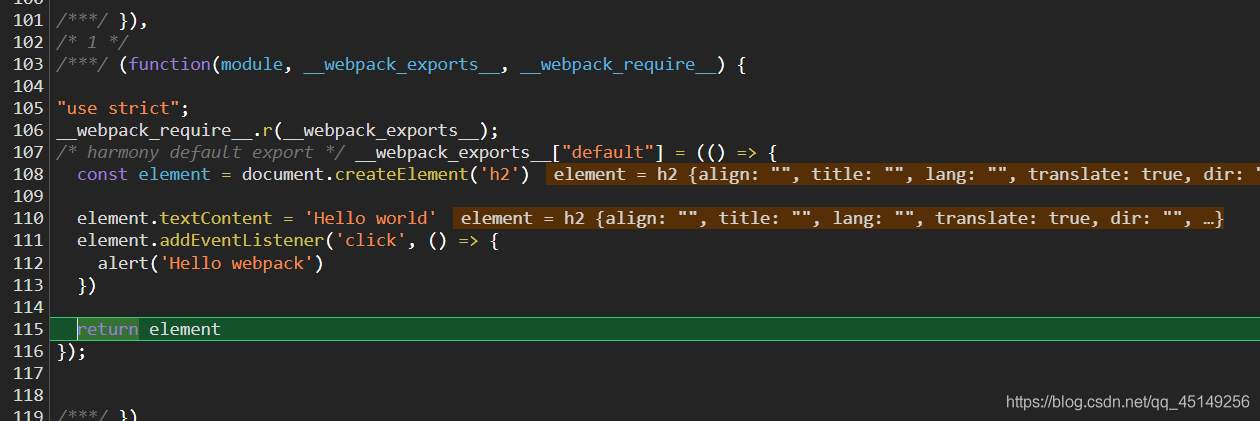 100
101 /***/ }),
102 /* 1 */
103 /***/ (function(module, __webpack_exports__, __webpack_require__) {
104
105 "use strict";
106 __webpack_require__.r(__webpack_exports__);
107 /* harmony default export */ __webpack_exports__["default"] = (() => {
108   const element = document.createElement('h2')  element = h2 {align: "", title: "", lang: "", translate: true, dir: "
109
110   element.textContent = 'Hello world'  element = h2 {align: "", title: "", lang: "", translate: true, dir: "", …}
111   element.addEventListener('click', () => {
112     alert('Hello webpack')
113   })
114
115   return element
116 });
117
118
119 /***/ })
https://blog.csdn.net/qq_45149256